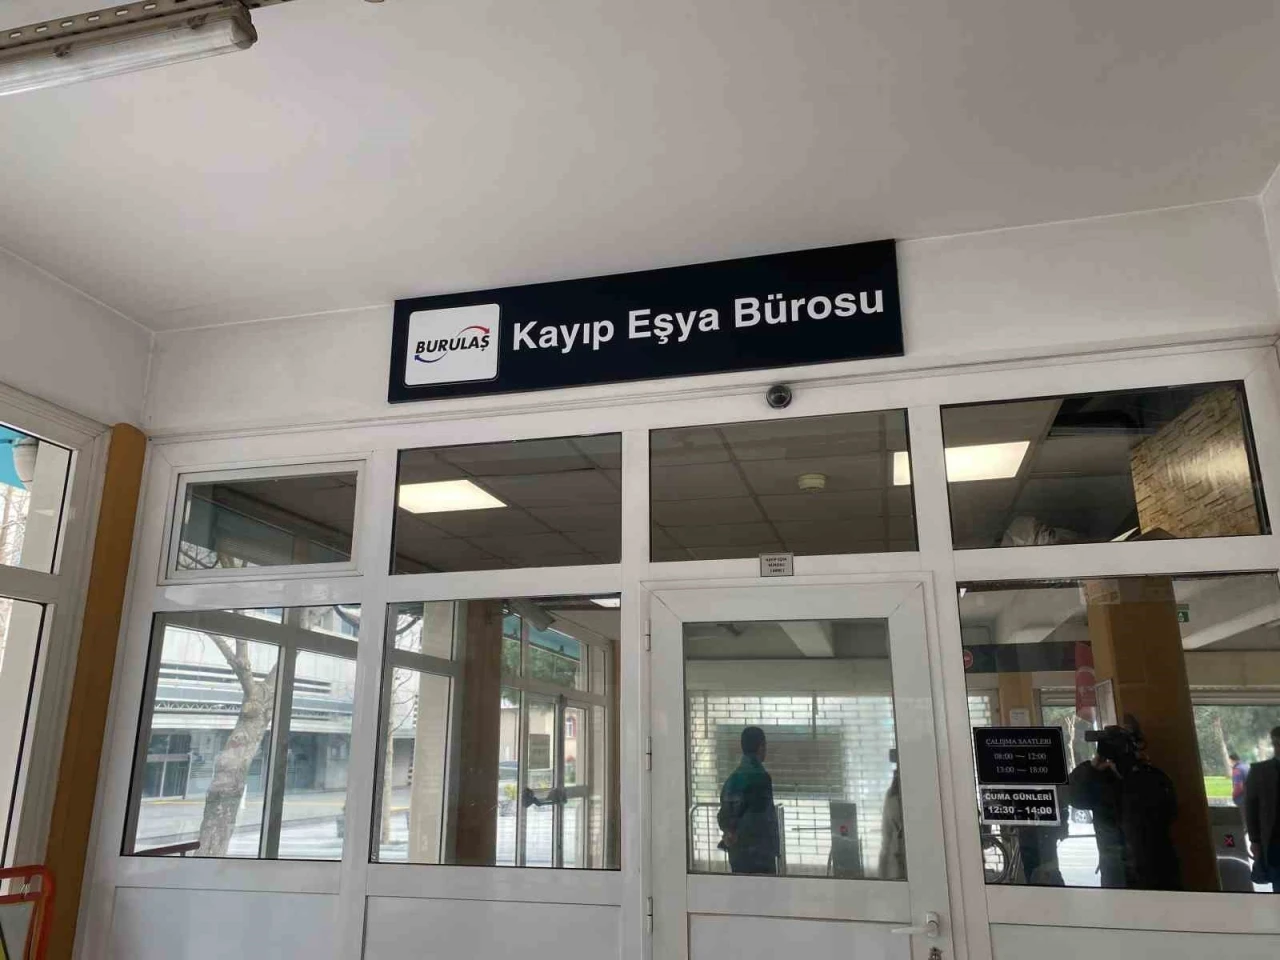 BURULAŞ
Kayıp Eşya Bürosu
ÇALIŞMA SAATLERİ
08:00 — 12:00
13:00 — 18:00
CUMA GÜNLERİ
12:30 - 14:00